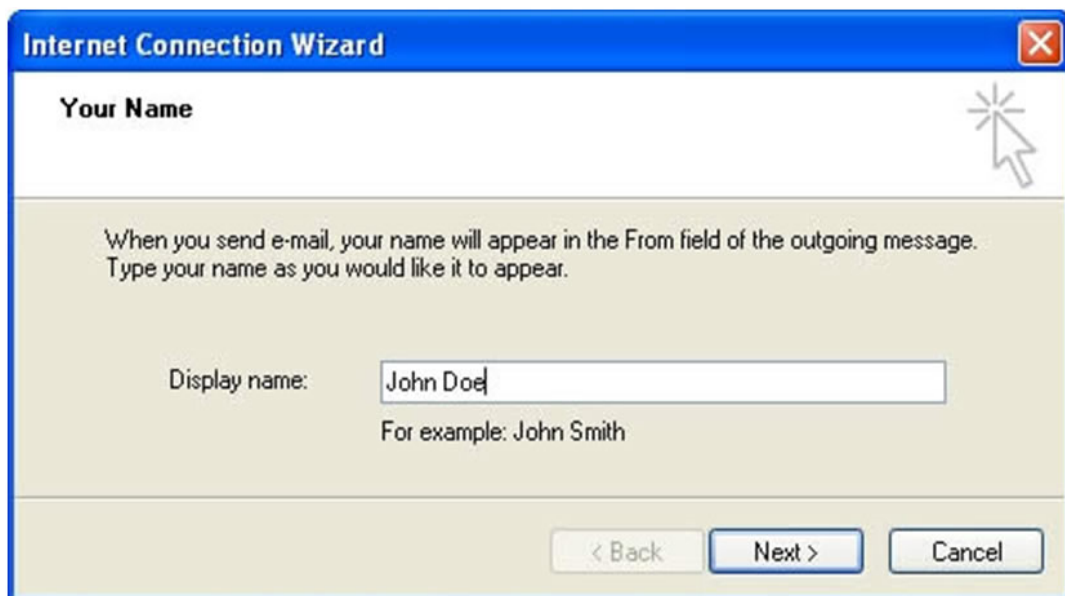 Internet Connection Wizard
Your Name
When you send e-mail, your name will appear in the From field of the outgoing message.
Type your name as you would like it to appear.
Display name: John Doe
For example: John Smith
< Back Next > Cancel